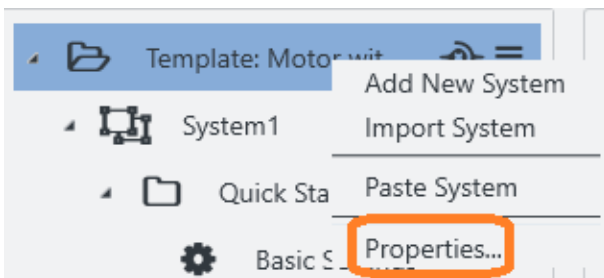 Template: Motor wit
Add New System
System1
Import System
Quick Sta
Paste System
Basic S
Properties...